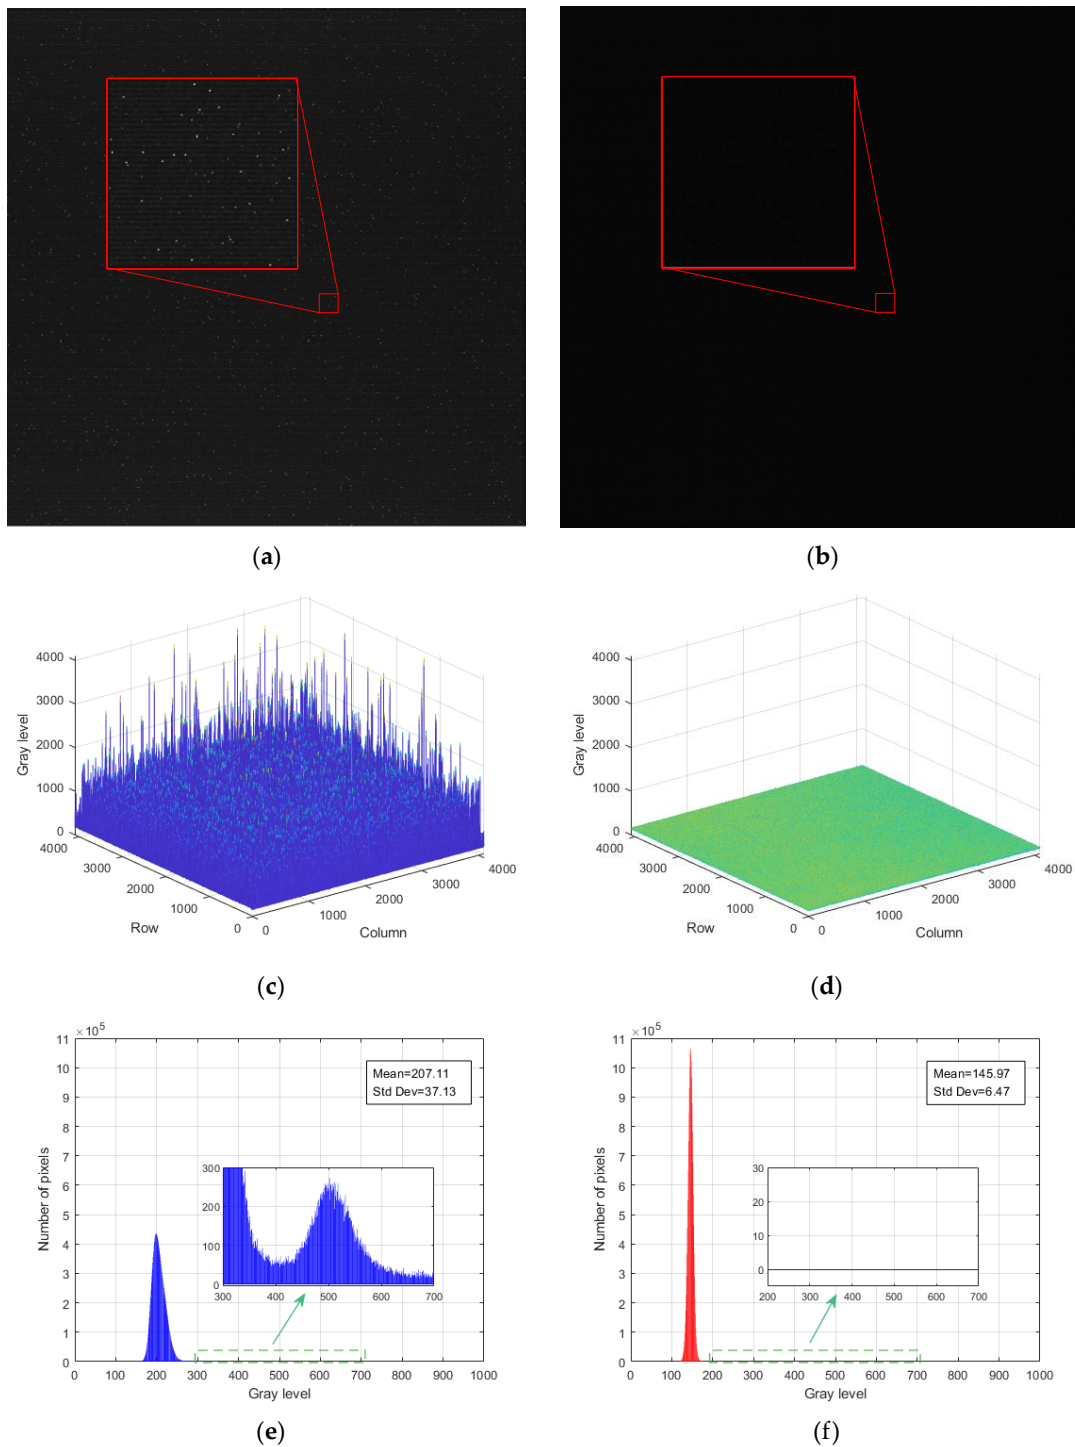 (a)
(b)
4000
3000
2000
1000
0
Gray level
4000
3000
2000
1000
0
Row
0
1000
2000
3000
4000
Column
4000
3000
2000
1000
0
Gray level
4000
3000
2000
1000
0
Row
0
1000
2000
3000
4000
Column
(c)
(d)
×10^5
11
10
9
8
7
6
5
4
3
2
1
0
Number of pixels
Mean=207.11
Std Dev=37.13
300
200
100
0
300 400 500 600 700
0 100 200 300 400 500 600 700 800 900 1000
Gray level
×10^5
11
10
9
8
7
6
5
4
3
2
1
0
Number of pixels
Mean=145.97
Std Dev=6.47
30
20
10
0
200 300 400 500 600 700
0 100 200 300 400 500 600 700 800 900 1000
Gray level
(e)
(f)